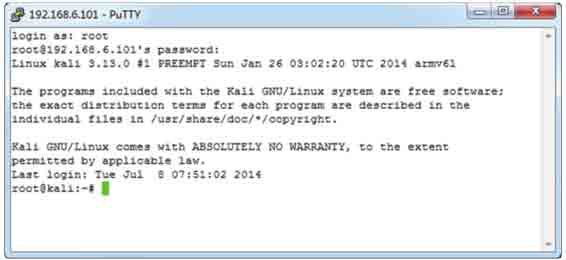 192.168.6.101 - PuTTY
login as: root
root@192.168.6.101's password:
Linux kali 3.13.0 #1 PREEMPT Sun Jan 26 03:02:20 UTC 2014 armv6l

The programs included with the Kali GNU/Linux system are free software;
the exact distribution terms for each program are described in the
individual files in /usr/share/doc/*/copyright.

Kali GNU/Linux comes with ABSOLUTELY NO WARRANTY, to the extent
permitted by applicable law.
Last login: Tue Jul  8 07:51:02 2014
root@kali:~#